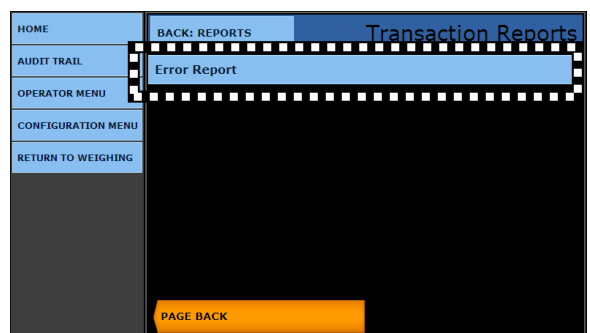 HOME
AUDIT TRAIL
OPERATOR MENU
CONFIGURATION MENU
RETURN TO WEIGHING
BACK: REPORTS
Transaction Reports
Error Report
PAGE BACK